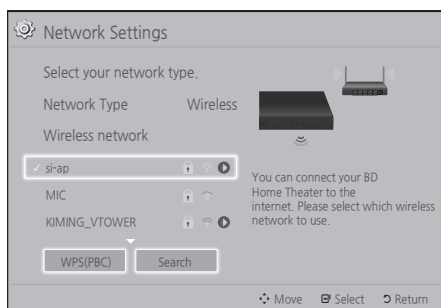 Network Settings
Select your network type.
Network Type Wireless
Wireless network
si-ap
MIC
KIMING_VTOWER
WPS(PBC) Search
You can connect your BD
Home Theater to the
internet. Please select which wireless
network to use.
Move Select Return